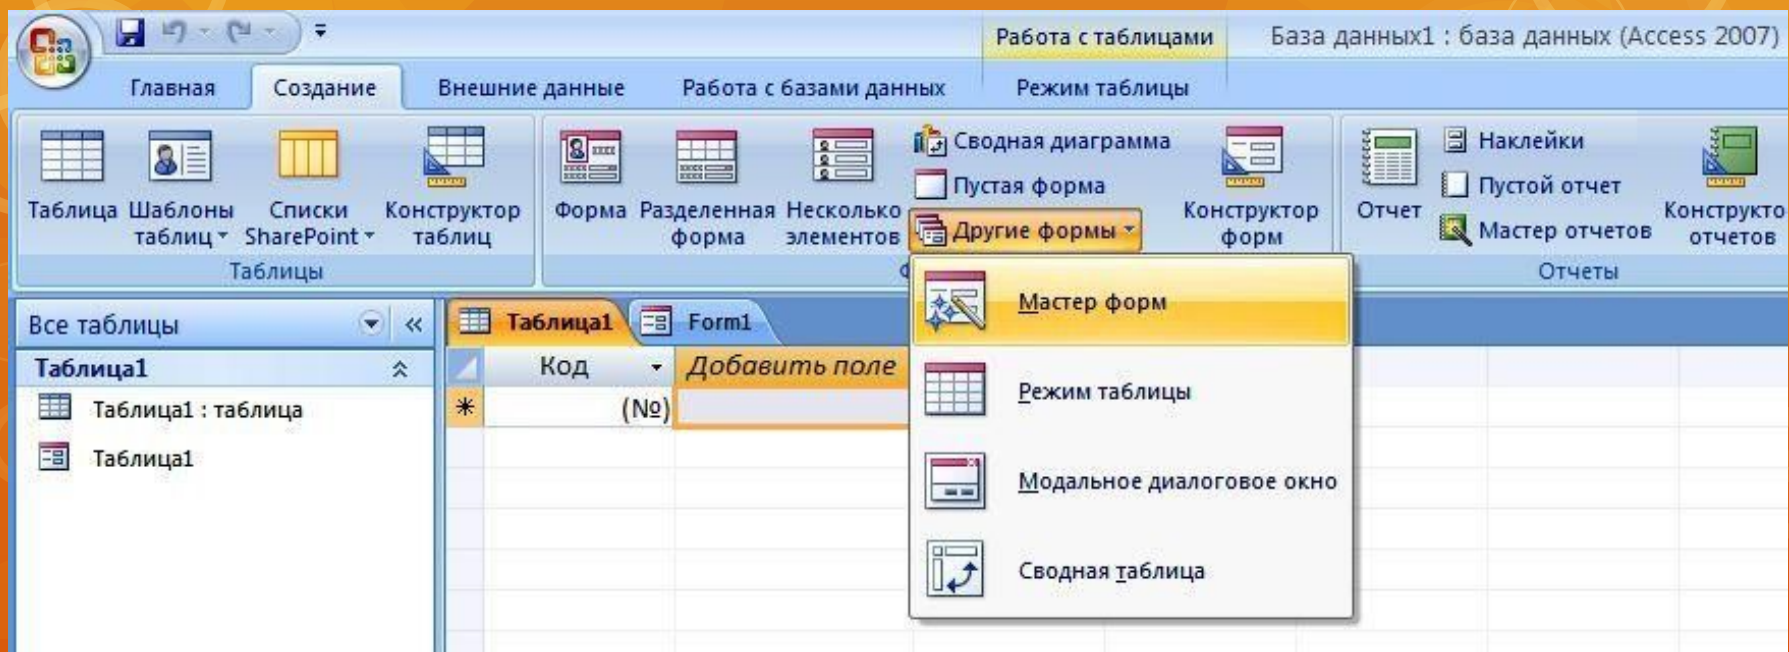 Работа с таблицами
База данных1 : база данных (Access 2007)
Главная
Создание
Внешние данные
Работа с базами данных
Режим таблицы
Таблица
Шаблоны
таблиц
Списки
SharePoint
Конструктор
таблиц
Таблицы
Форма
Разделенная
форма
Несколько
элементов
Сводная диаграмма
Пустая форма
Другие формы
Конструктор
форм
Отчет
Наклейки
Пустой отчет
Мастер отчетов
Конструкто
отчетов
Отчеты
Мастер форм
Режим таблицы
Модальное диалоговое окно
Сводная таблица
Все таблицы
Таблица1
Таблица1 : таблица
Таблица1
Таблица1
Form1
Код
Добавить поле
(№)